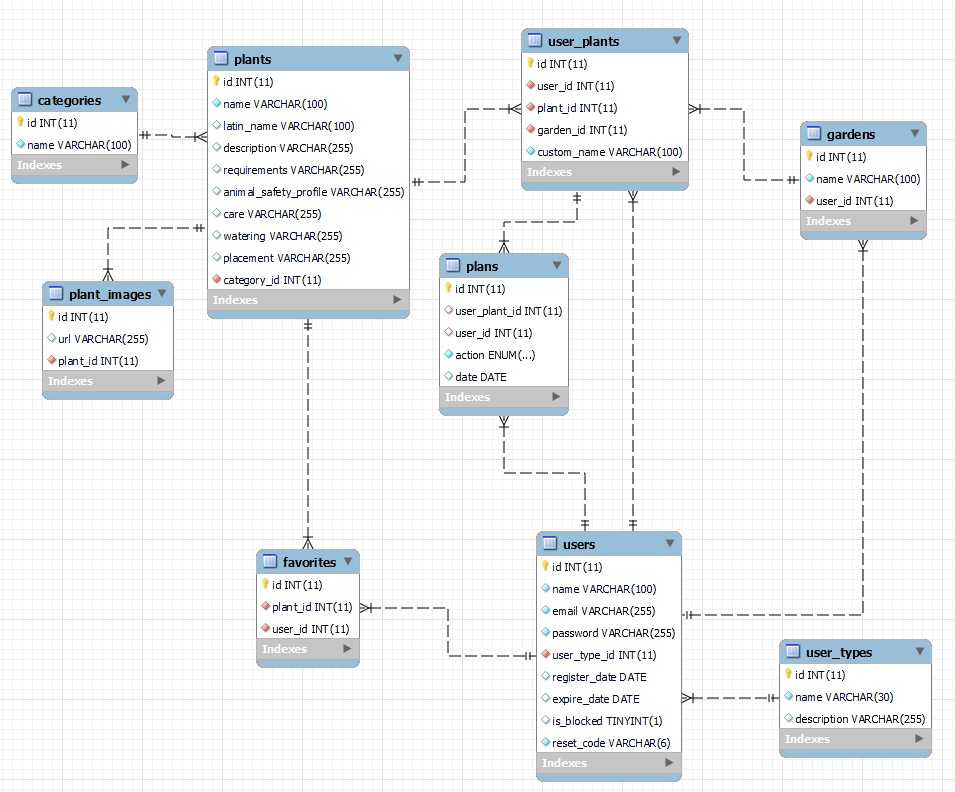 categories
id INT(11)
name VARCHAR(100)
Indexes
plants
id INT(11)
name VARCHAR(100)
latin_name VARCHAR(100)
description VARCHAR(255)
requirements VARCHAR(255)
animal_safety_profile VARCHAR(255)
care VARCHAR(255)
watering VARCHAR(255)
placement VARCHAR(255)
category_id INT(11)
Indexes
user_plants
id INT(11)
user_id INT(11)
plant_id INT(11)
garden_id INT(11)
custom_name VARCHAR(100)
Indexes
gardens
id INT(11)
name VARCHAR(100)
user_id INT(11)
Indexes
plant_images
id INT(11)
url VARCHAR(255)
plant_id INT(11)
Indexes
plans
id INT(11)
user_plant_id INT(11)
user_id INT(11)
action ENUM(...)
date DATE
Indexes
favorites
id INT(11)
plant_id INT(11)
user_id INT(11)
Indexes
users
id INT(11)
name VARCHAR(100)
email VARCHAR(255)
password VARCHAR(255)
user_type_id INT(11)
register_date DATE
expire_date DATE
is_blocked TINYINT(1)
reset_code VARCHAR(6)
Indexes
user_types
id INT(11)
name VARCHAR(30)
description VARCHAR(255)
Indexes